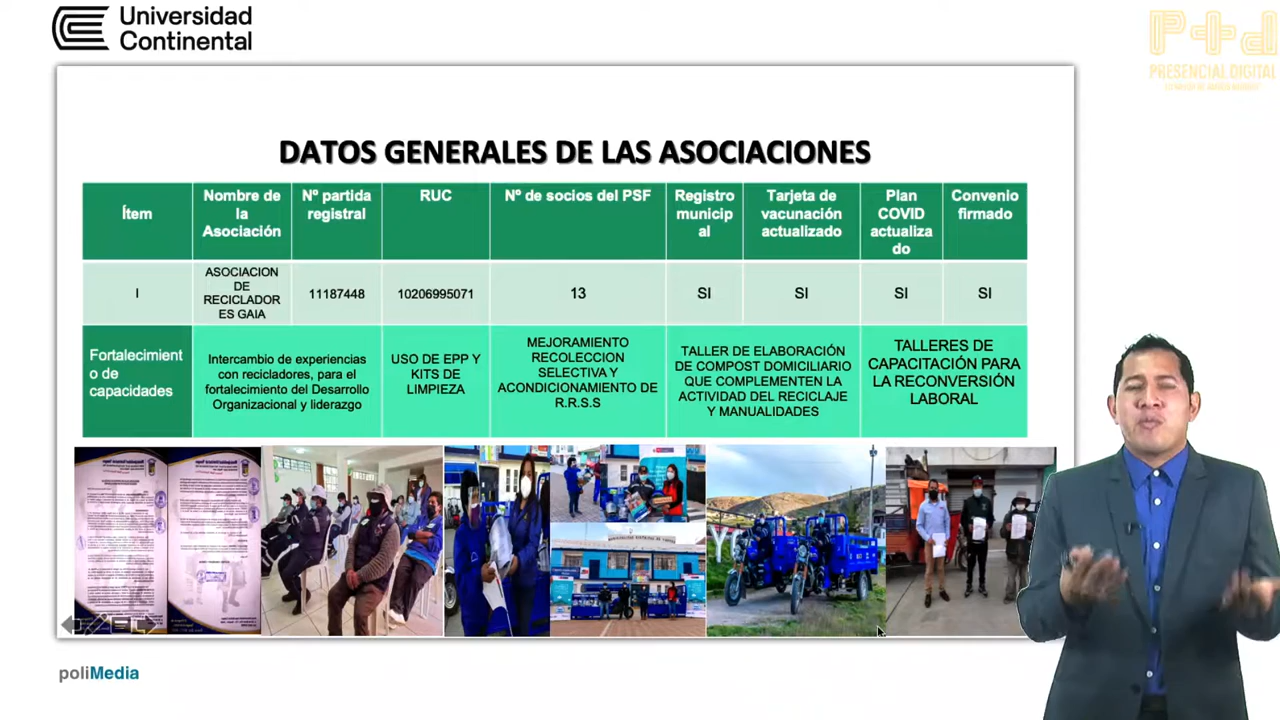 Universidad
Continental
P+d
PRESENCIAL DIGITAL
DATOS GENERALES DE LAS ASOCIACIONES
Ítem
Nombre de
la
Asociación
Nº partida
registral
RUC
Nº de socios del PSF
Registro
municip
al
Tarjeta de
vacunación
actualizado
Plan
COVID
actualiza
do
Convenio
firmado
I
ASOCIACION
DE
RECICLADOR
ES GAIA
11187448
10206995071
13
SI
SI
SI
SI
Fortalecimient
o de
capacidades
Intercambio de experiencias
con recicladores, para el
fortalecimiento del Desarrollo
Organizacional y liderazgo
USO DE EPP Y
KITS DE
LIMPIEZA
MEJORAMIENTO
RECOLECCION
SELECTIVA Y
ACONDICIONAMIENTO DE
R.R.S.S
TALLER DE ELABORACIÓN
DE COMPOST DOMICILIARIO
QUE COMPLEMENTEN LA
ACTIVIDAD DEL RECICLAJE
Y MANUALIDADES
TALLERES DE
CAPACITACIÓN PARA
LA RECONVERSIÓN
LABORAL
poliMedia